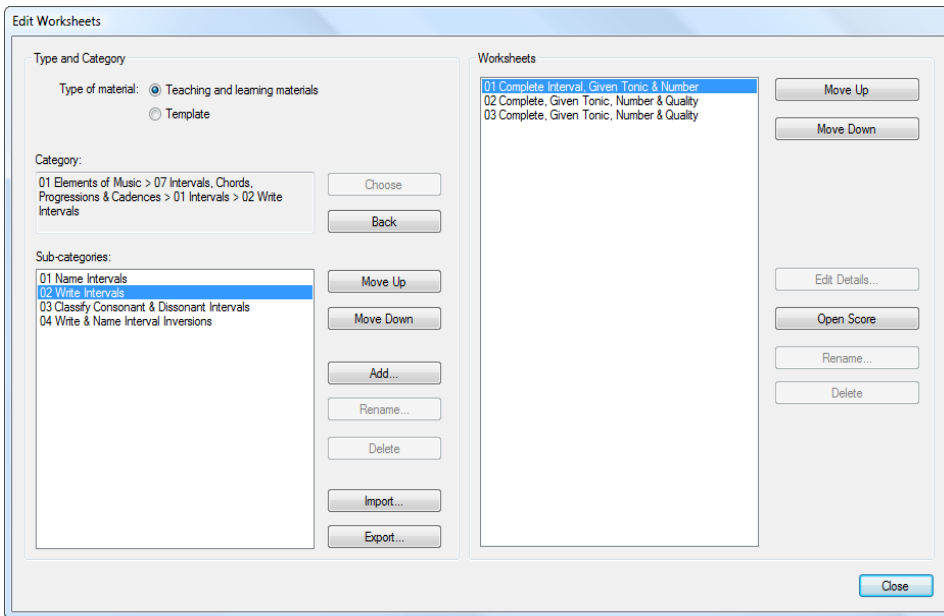 Edit Worksheets
Type and Category
Type of material:
Teaching and learning materials
Template
Category:
01 Elements of Music > 07 Intervals, Chords,
Progressions & Cadences > 01 Intervals > 02 Write
Intervals
Choose
Back
Sub-categories:
01 Name Intervals
02 Write Intervals
03 Classify Consonant & Dissonant Intervals
04 Write & Name Interval Inversions
Move Up
Move Down
Add...
Rename...
Delete
Import...
Export...
Worksheets
01 Complete Interval, Given Tonic & Number
02 Complete, Given Tonic, Number & Quality
03 Complete, Given Tonic, Number & Quality
Move Up
Move Down
Edit Details...
Open Score
Rename...
Delete
Close